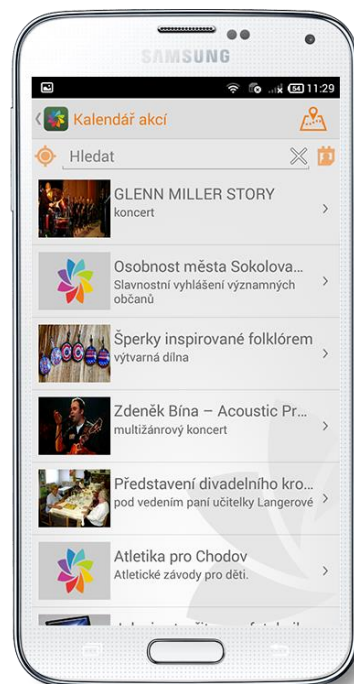 SAMSUNG
54 11:29
Kalendář akcí
Hledat
GLENN MILLER STORY
koncert
Osobnost města Sokolova...
Slavnostní vyhlášení významných
občanů
Šperky inspirované folklórem
výtvarná dílna
Zdeněk Bína – Acoustic Pr...
multižánrový koncert
Představení divadelního kro...
pod vedením paní učitelky Langerové
Atletika pro Chodov
Atletické závody pro děti.